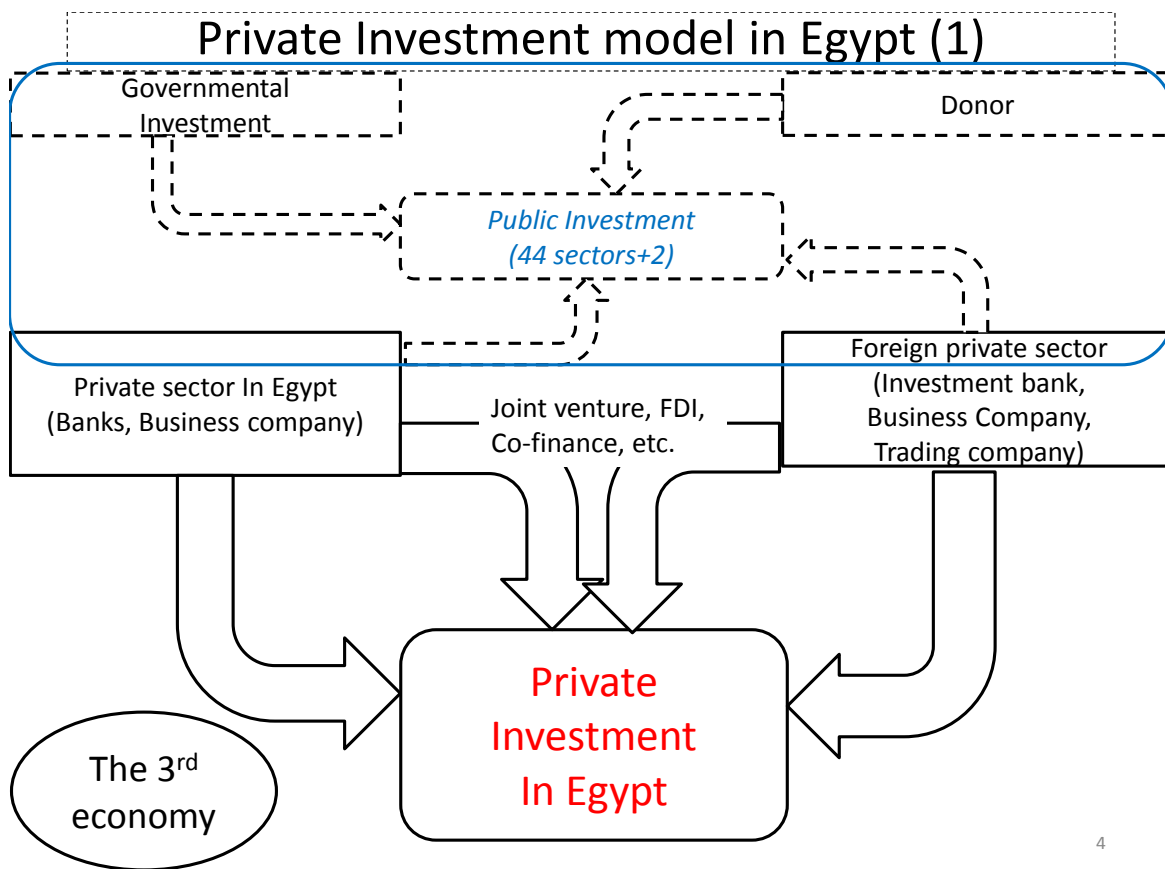 Private Investment model in Egypt (1)
Governmental
Investment
Donor
Public Investment
(44 sectors+2)
Private sector In Egypt
(Banks, Business company)
Joint venture, FDI,
Co-finance, etc.
Foreign private sector
(Investment bank,
Business Company,
Trading company)
Private
Investment
In Egypt
The 3rd
economy
4